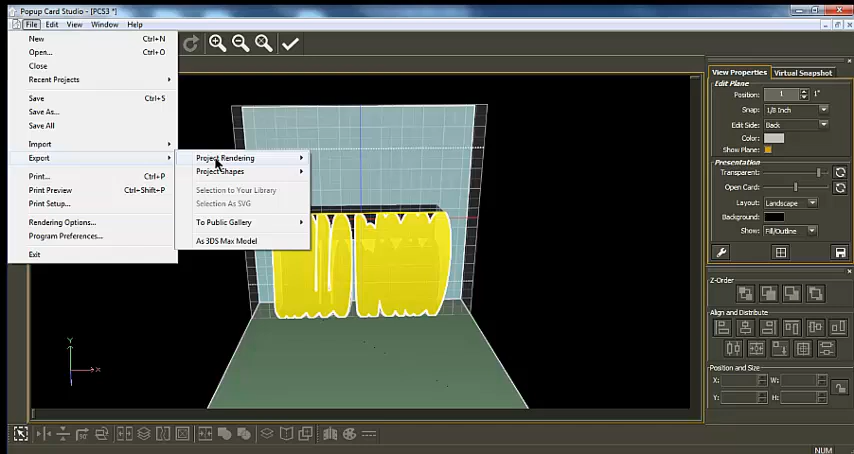 Popup Card Studio - [PCS3 *]
File Edit View Window Help
New Ctrl+N
Open... Ctrl+O
Close
Recent Projects
Save Ctrl+S
Save As...
Save All
Import
Export
Print... Ctrl+P
Print Preview Ctrl+Shift+P
Print Setup...
Rendering Options...
Program Preferences...
Exit
Project Rendering
Project Shapes
Selection to Your Library
Selection As SVG
To Public Gallery
As 3DS Max Model
Y
X
View Properties Virtual Snapshot
Edit Plane
Position: 1 1"
Snap: 1/8 Inch
Edit Side: Back
Color:
Show Plane:
Presentation
Transparent:
Open Card:
Layout: Landscape
Background:
Show: Fill/Outline
Z-Order
Align and Distribute
Position and Size
X: W:
Y: H:
NUM